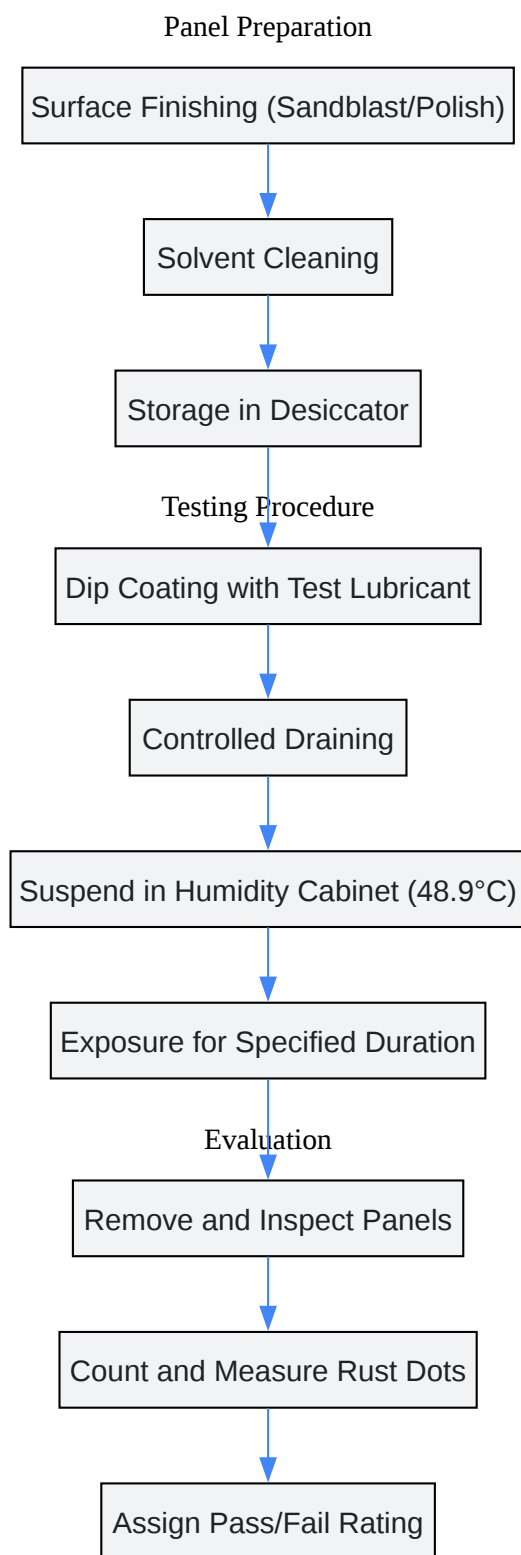 Panel Preparation
Surface Finishing (Sandblast/Polish)
Solvent Cleaning
Storage in Desiccator
Testing Procedure
Dip Coating with Test Lubricant
Controlled Draining
Suspend in Humidity Cabinet (48.9°C)
Exposure for Specified Duration
Evaluation
Remove and Inspect Panels
Count and Measure Rust Dots
Assign Pass/Fail Rating